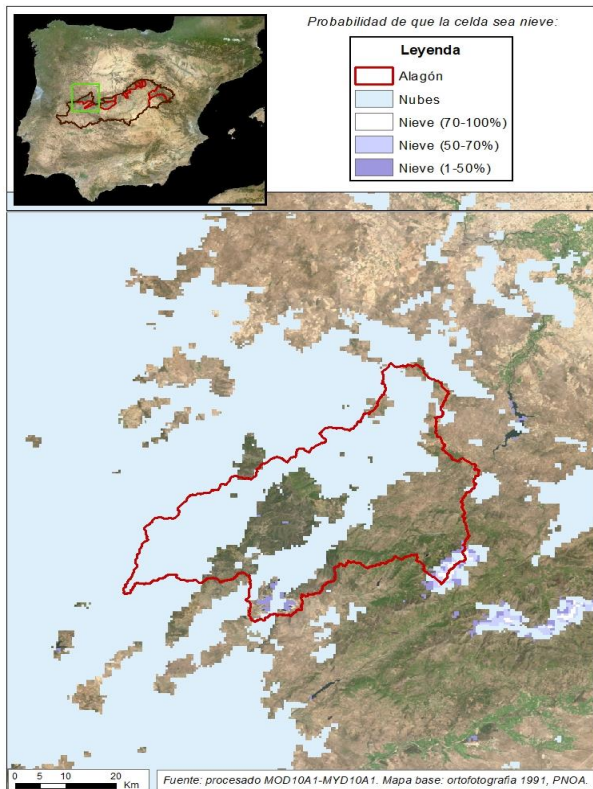 Probabilidad de que la celda sea nieve:
Leyenda
Alagón
Nubes
Nieve (70-100%)
Nieve (50-70%)
Nieve (1-50%)
0 5 10 20
Km
Fuente: procesado MOD10A1-MYD10A1. Mapa base: ortofotografia 1991, PNOA.